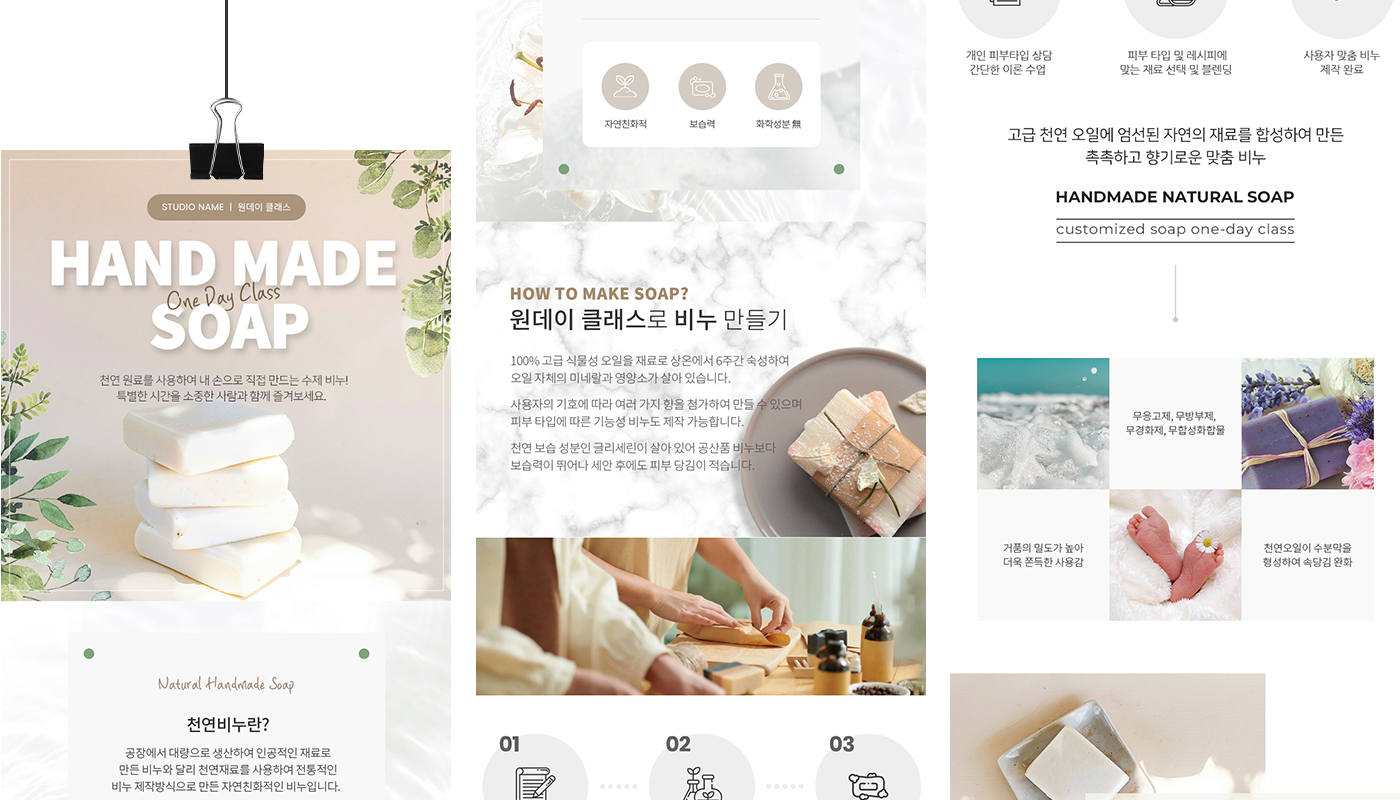 STUDIO NAME | 원데이 클래스
HAND MADE
One Day Class
SOAP
천연 원료를 사용하여 내 손으로 직접 만드는 수제 비누!
특별한 시간을 소중한 사람과 함께 즐겨보세요.
Natural Handmade Soap
천연비누란?
공장에서 대량으로 생산하여 인공적인 재료로
만든 비누와 달리 천연재료를 사용하여 전통적인
비누 제작방식으로 만든 자연친화적인 비누입니다.
자연친화적
보습력
화학성분 無
HOW TO MAKE SOAP?
원데이 클래스로 비누 만들기
100% 고급 식물성 오일을 재료로 상온에서 6주간 숙성하여
오일 자체의 미네랄과 영양소가 살아 있습니다.
사용자의 기호에 따라 여러 가지 향을 첨가하여 만들 수 있으며
피부 타입에 따른 기능성 비누도 제작 가능합니다.
천연 보습 성분인 글리세린이 살아 있어 공산품 비누보다
보습력이 뛰어나 세안 후에도 피부 당김이 적습니다.
01
02
03
개인 피부타입 상담
간단한 이론 수업
피부 타입 및 레시피에
맞는 재료 선택 및 블렌딩
사용자 맞춤 비누
제작 완료
고급 천연 오일에 엄선된 자연의 재료를 합성하여 만든
촉촉하고 향기로운 맞춤 비누
HANDMADE NATURAL SOAP
customized soap one-day class
무응고제, 무방부제,
무경화제, 무합성화합물
거품의 밀도가 높아
더욱 쫀득한 사용감
천연오일이 수분막을
형성하여 속당김 완화